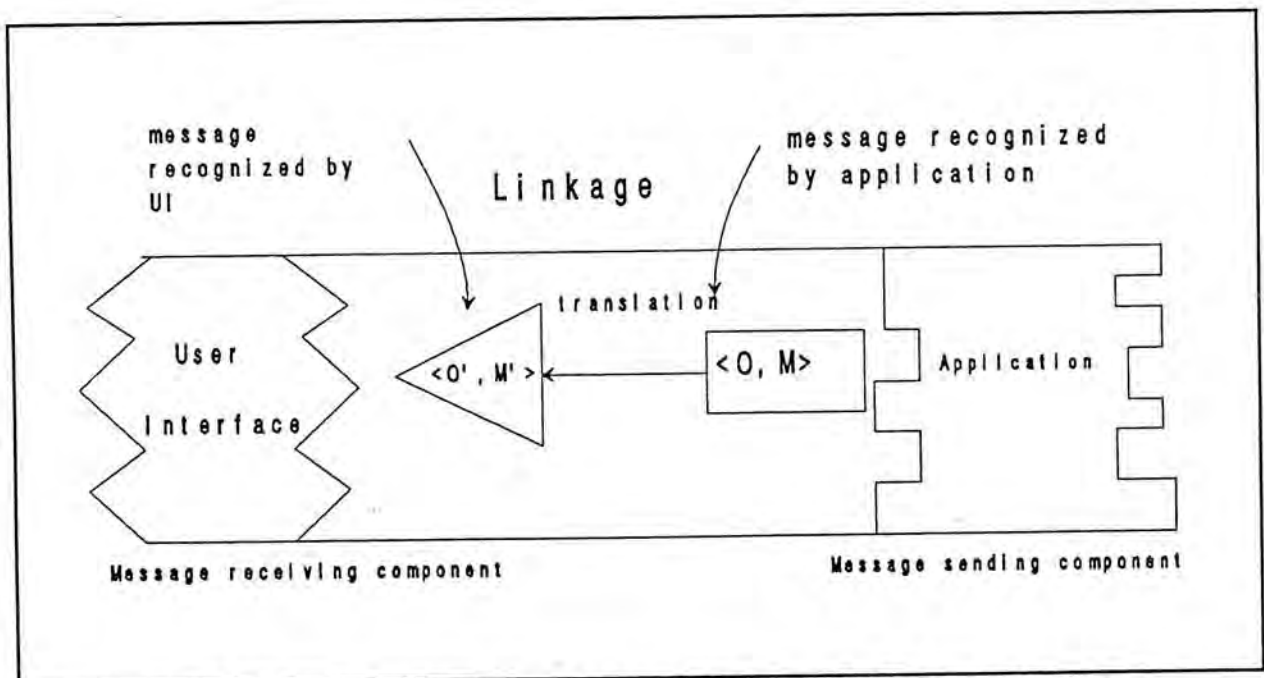 message
recognized by
UI
message recognized
by application
Linkage
translation
User
Interface
<O', M'>
<O, M>
Application
Message receiving component
Message sending component